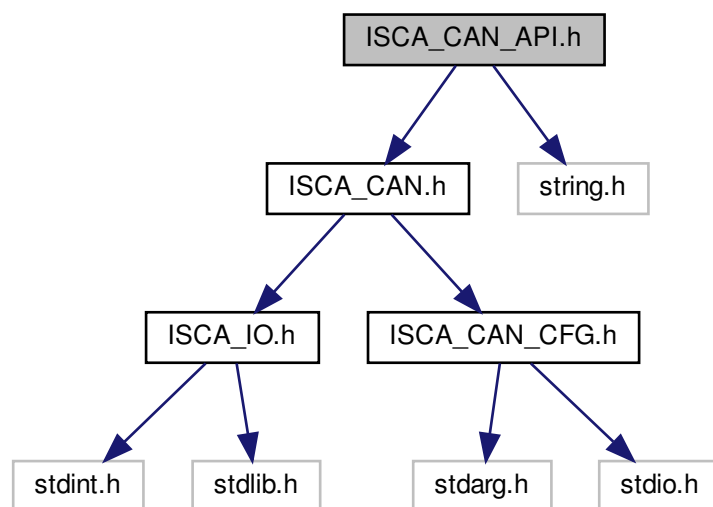 ISCA_CAN_API.h
ISCA_CAN.h
string.h
ISCA_IO.h
ISCA_CAN_CFG.h
stdint.h
stdlib.h
stdarg.h
stdio.h